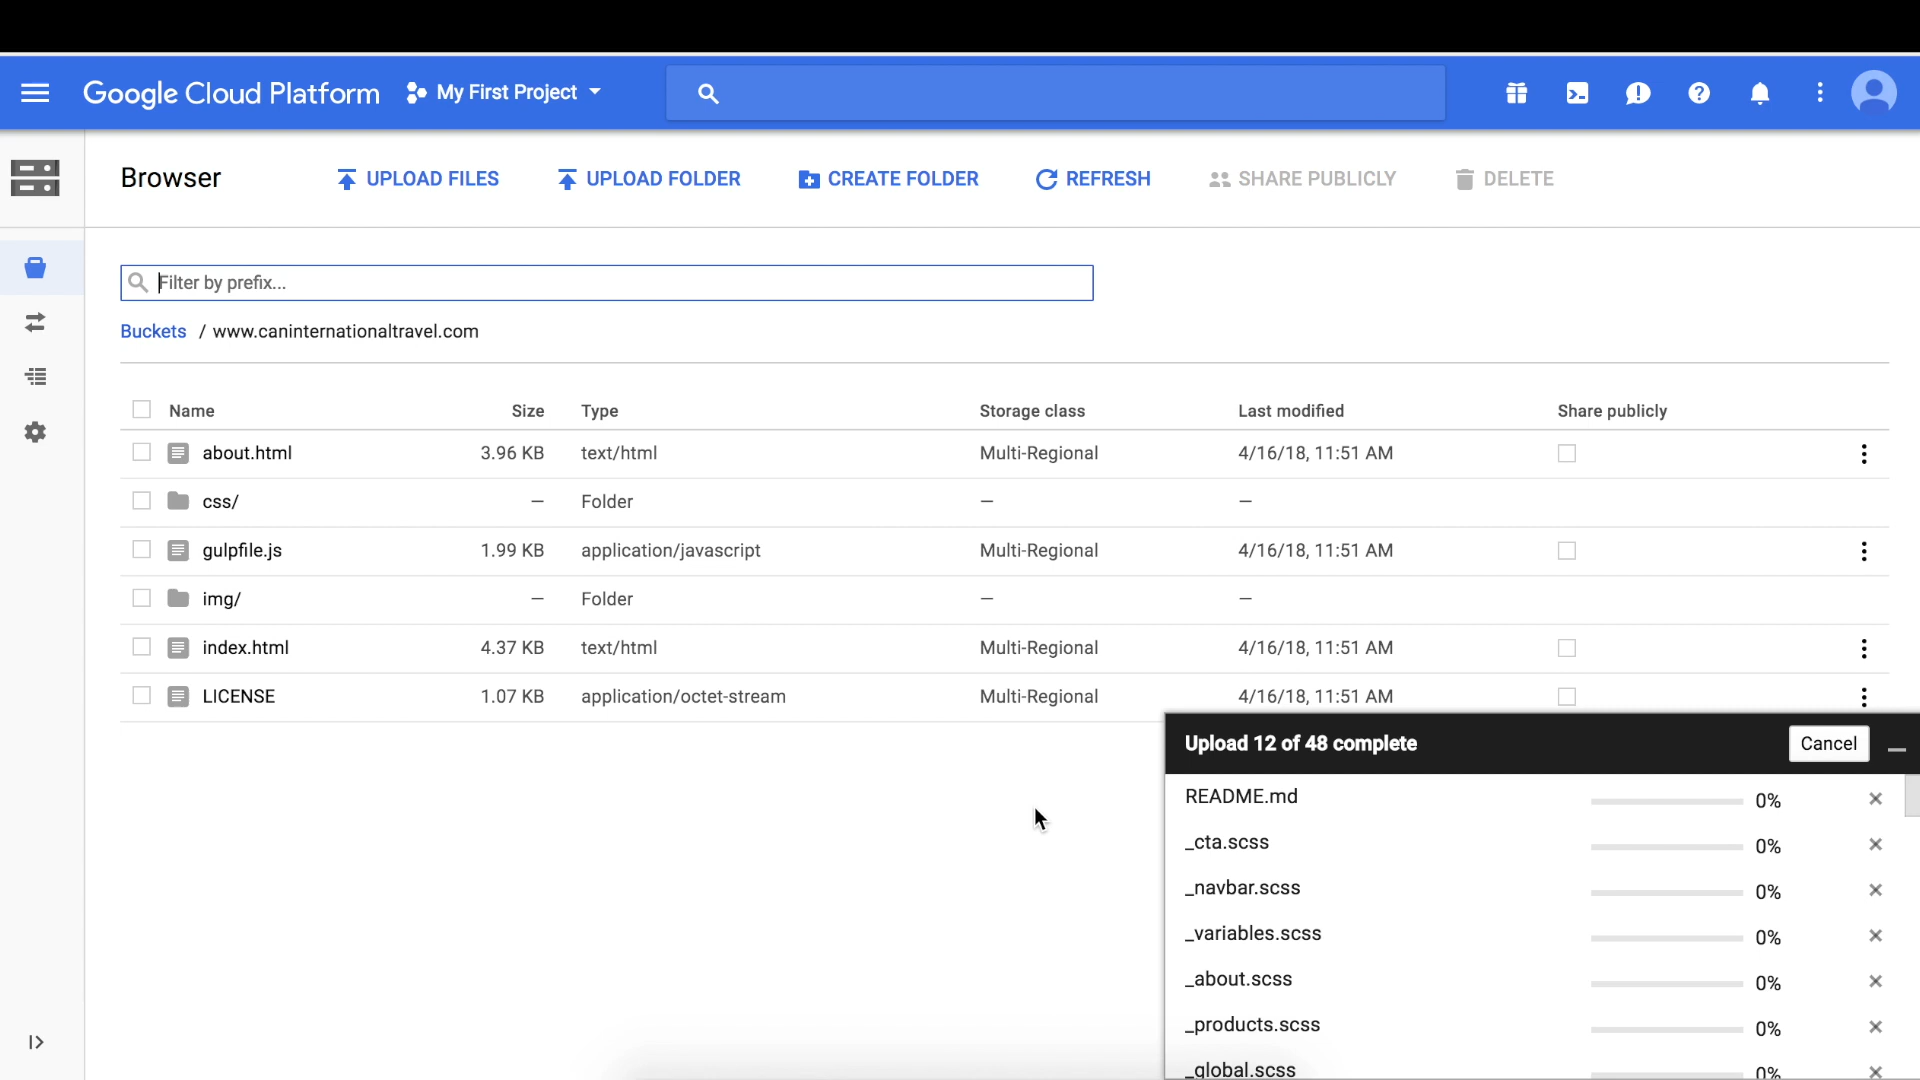 Google Cloud Platform My First Project
Browser UPLOAD FILES UPLOAD FOLDER CREATE FOLDER REFRESH SHARE PUBLICLY DELETE
Filter by prefix...
Buckets / www.caninternationaltravel.com
Name Size Type Storage class Last modified Share publicly
about.html 3.96 KB text/html Multi-Regional 4/16/18, 11:51 AM
css/ — Folder — —
gulpfile.js 1.99 KB application/javascript Multi-Regional 4/16/18, 11:51 AM
img/ — Folder — —
index.html 4.37 KB text/html Multi-Regional 4/16/18, 11:51 AM
LICENSE 1.07 KB application/octet-stream Multi-Regional 4/16/18, 11:51 AM
Upload 12 of 48 complete Cancel
README.md 0%
_cta.scss 0%
_navbar.scss 0%
_variables.scss 0%
_about.scss 0%
_products.scss 0%
_global.scss 0%